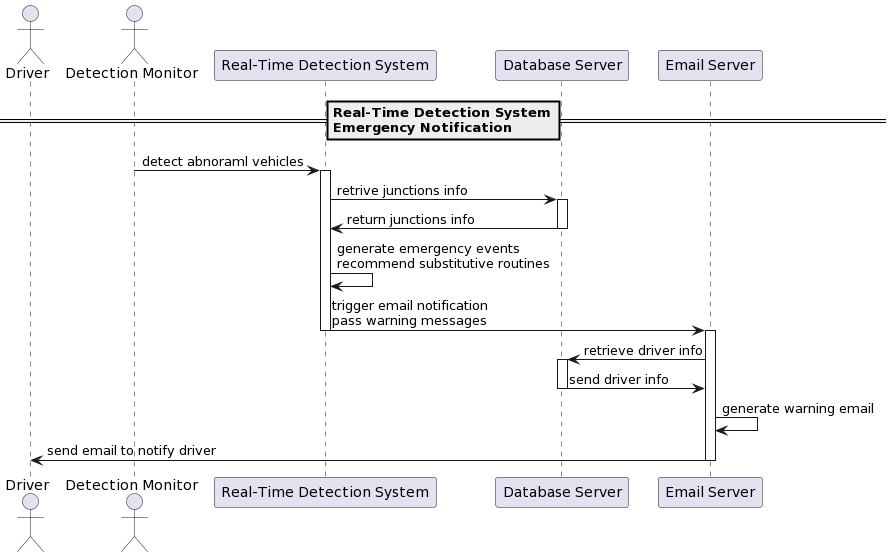 Driver
Detection Monitor
Real-Time Detection System
Database Server
Email Server
Real-Time Detection System
Emergency Notification
detect abnoraml vehicles
retrive junctions info
return junctions info
generate emergency events
recommend substitutive routines
trigger email notification
pass warning messages
retrieve driver info
send driver info
generate warning email
send email to notify driver
Driver
Detection Monitor
Real-Time Detection System
Database Server
Email Server